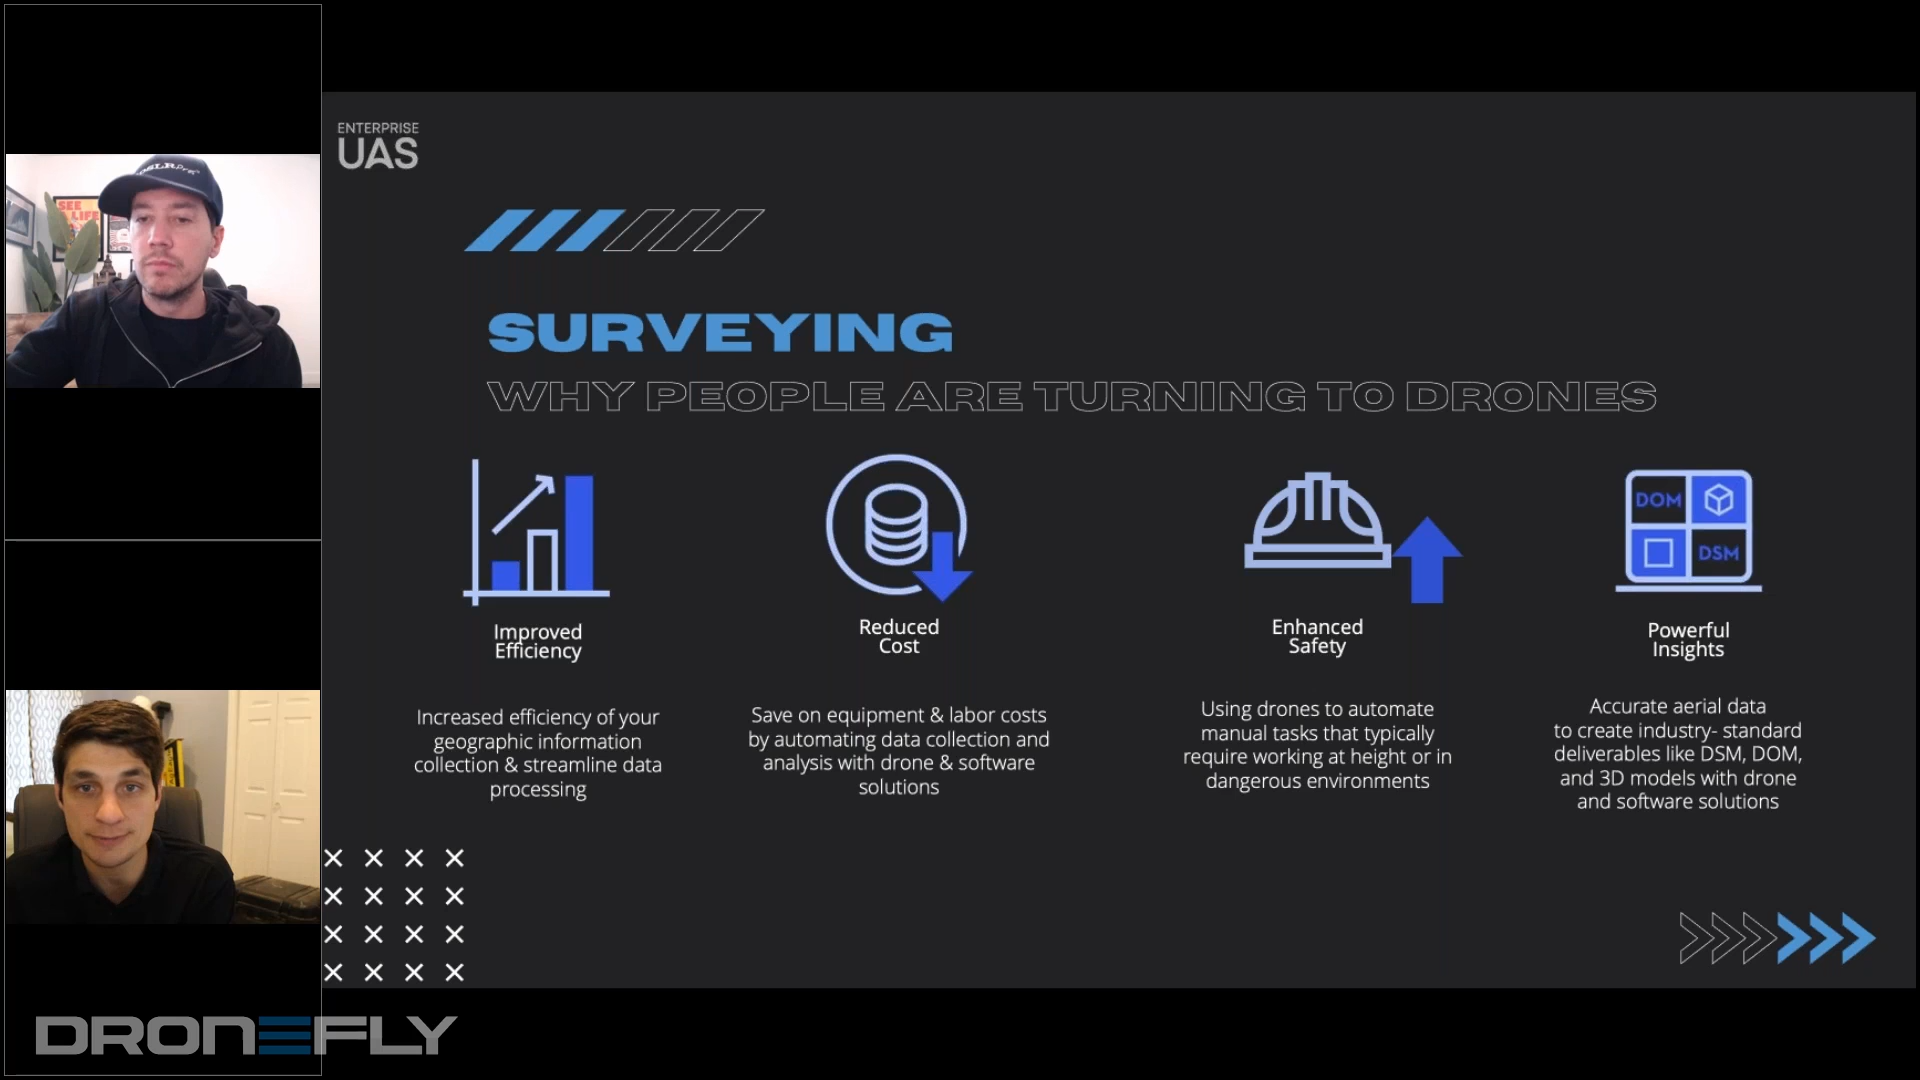 ENTERPRISE
UAS
SURVEYING
WHY PEOPLE ARE TURNING TO DRONES
DOM
DSM
Improved
Efficiency
Increased efficiency of your
geographic information
collection & streamline data
processing
Reduced
Cost
Save on equipment & labor costs
by automating data collection and
analysis with drone & software
solutions
Enhanced
Safety
Using drones to automate
manual tasks that typically
require working at height or in
dangerous environments
Powerful
Insights
Accurate aerial data
to create industry- standard
deliverables like DSM, DOM,
and 3D models with drone
and software solutions
SEE
LIFE
DRONEFLY